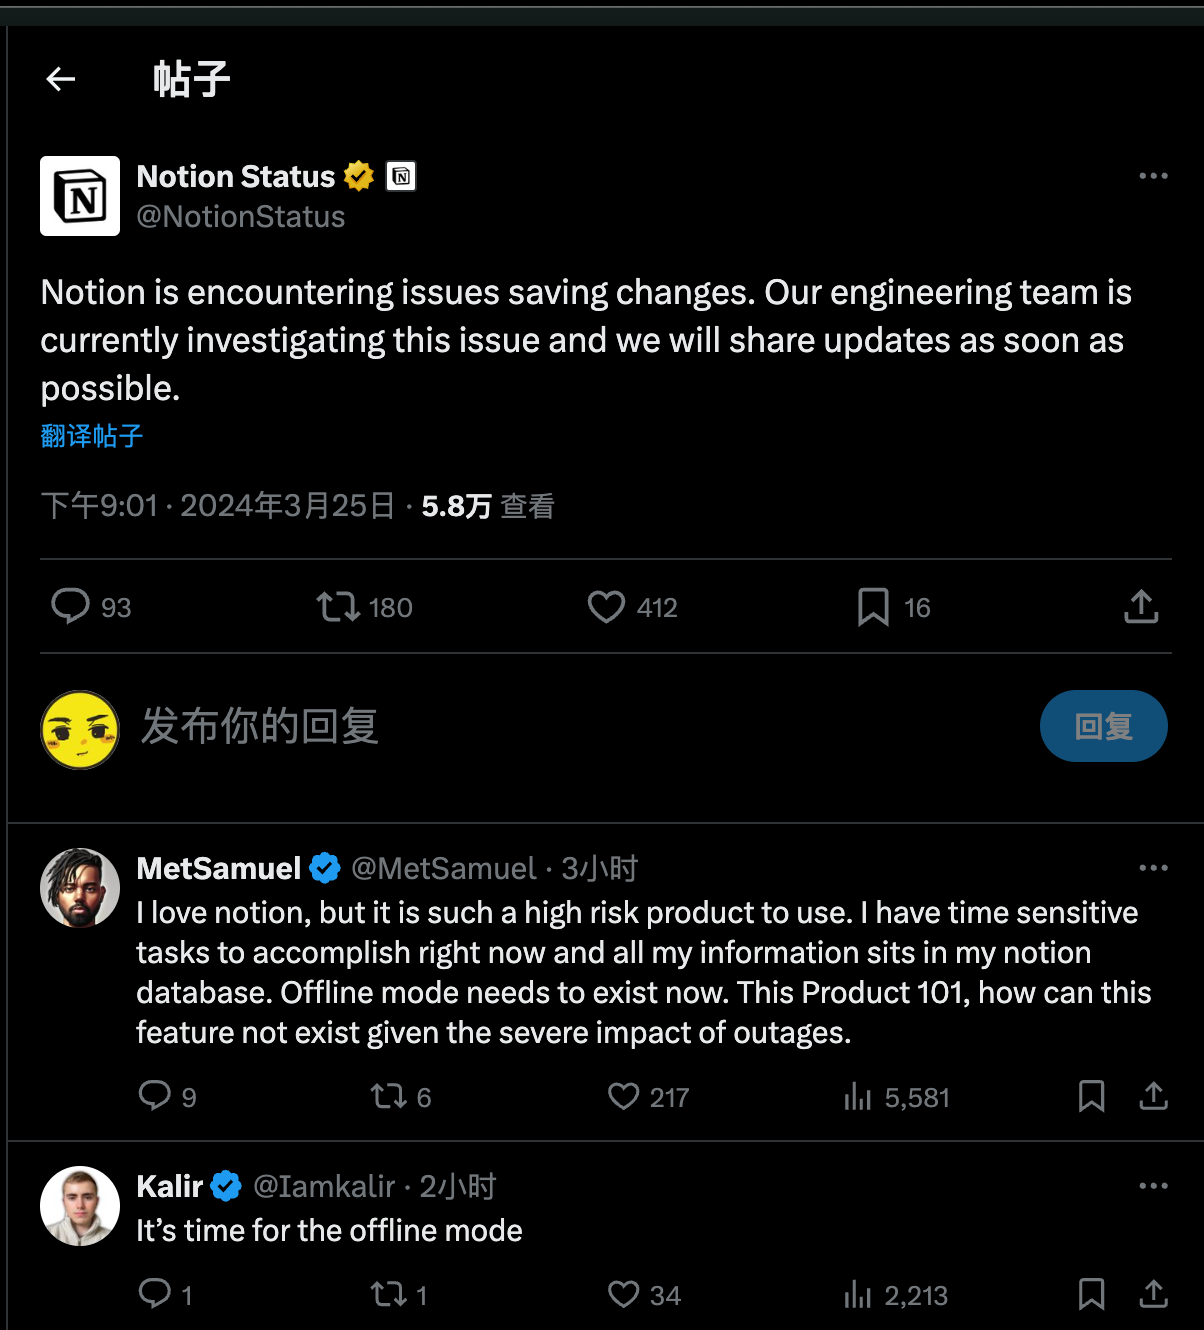 帖子
Notion Status
@NotionStatus
Notion is encountering issues saving changes. Our engineering team is
currently investigating this issue and we will share updates as soon as
possible.
翻译帖子
下午9:01 · 2024年3月25日 · 5.8万 查看
93 180 412 16
发布你的回复 回复
MetSamuel @MetSamuel · 3小时
I love notion, but it is such a high risk product to use. I have time sensitive
tasks to accomplish right now and all my information sits in my notion
database. Offline mode needs to exist now. This Product 101, how can this
feature not exist given the severe impact of outages.
9 6 217 5,581
Kalir @Iamkalir · 2小时
It’s time for the offline mode
1 1 34 2,213